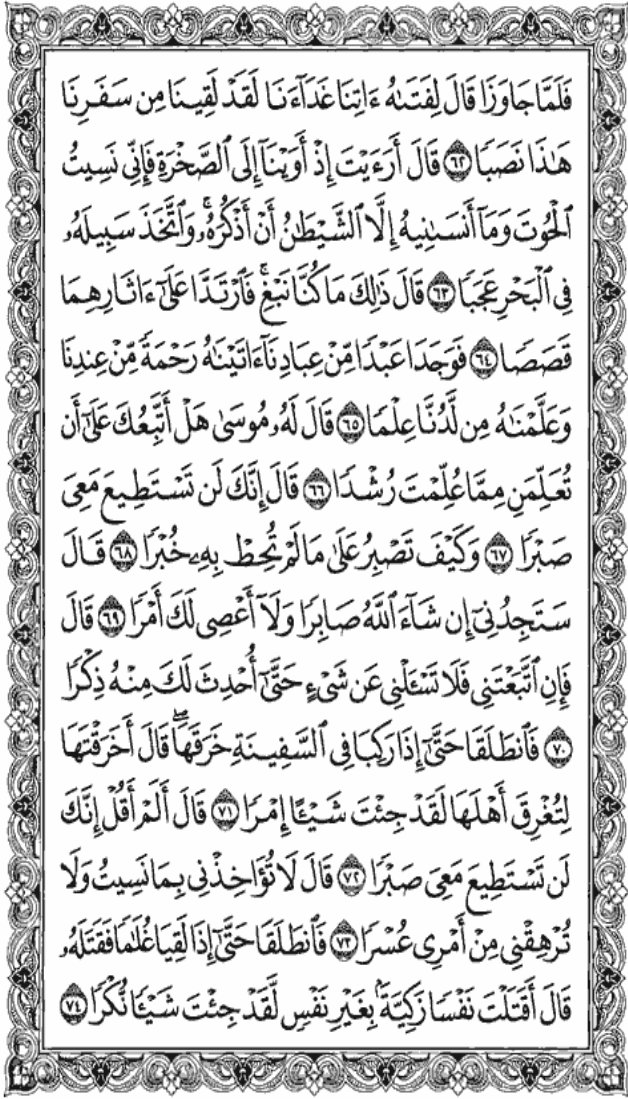 فَلَمَّا جَاوَزَا قَالَ لِفَتَىٰهُ ءَاتِنَا غَدَآءَنَا لَقَدْ لَقِينَا مِن سَفَرِنَا
هَٰذَا نَصَبًا ٦٢ قَالَ أَرَءَيْتَ إِذْ أَوَيْنَآ إِلَى ٱلصَّخْرَةِ فَإِنِّى نَسِيتُ
ٱلْحُوتَ وَمَآ أَنسَىٰنِيهُ إِلَّا ٱلشَّيْطَٰنُ أَنْ أَذْكُرَهُۥۚ وَٱتَّخَذَ سَبِيلَهُۥ
فِى ٱلْبَحْرِ عَجَبًا ٦٣ قَالَ ذَٰلِكَ مَا كُنَّا نَبْغِۚ فَٱرْتَدَّا عَلَىٰٓ ءَاثَارِهِمَا
قَصَصًا ٦٤ فَوَجَدَا عَبْدًا مِّنْ عِبَادِنَآ ءَاتَيْنَٰهُ رَحْمَةً مِّنْ عِندِنَا
وَعَلَّمْنَٰهُ مِن لَّدُنَّا عِلْمًا ٦٥ قَالَ لَهُۥ مُوسَىٰ هَلْ أَتَّبِعُكَ عَلَىٰٓ أَن
تُعَلِّمَنِ مِمَّا عُلِّمْتَ رُشْدًا ٦٦ قَالَ إِنَّكَ لَن تَسْتَطِيعَ مَعِىَ
صَبْرًا ٦٧ وَكَيْفَ تَصْبِرُ عَلَىٰ مَا لَمْ تُحِطْ بِهِۦ خُبْرًا ٦٨ قَالَ
سَتَجِدُنِىٓ إِن شَآءَ ٱللَّهُ صَابِرًا وَلَآ أَعْصِى لَكَ أَمْرًا ٦٩ قَالَ
فَإِنِ ٱتَّبَعْتَنِى فَلَا تَسْـَٔلْنِى عَن شَىْءٍ حَتَّىٰٓ أُحْدِثَ لَكَ مِنْهُ ذِكْرًا
٧٠ فَٱنطَلَقَا حَتَّىٰٓ إِذَا رَكِبَا فِى ٱلسَّفِينَةِ خَرَقَهَاۖ قَالَ أَخَرَقْتَهَا
لِتُغْرِقَ أَهْلَهَا لَقَدْ جِئْتَ شَيْـًٔا إِمْرًا ٧١ قَالَ أَلَمْ أَقُلْ إِنَّكَ
لَن تَسْتَطِيعَ مَعِىَ صَبْرًا ٧٢ قَالَ لَا تُؤَاخِذْنِى بِمَا نَسِيتُ وَلَا
تُرْهِقْنِى مِنْ أَمْرِى عُسْرًا ٧٣ فَٱنطَلَقَا حَتَّىٰٓ إِذَا لَقِيَا غُلَٰمًا فَقَتَلَهُۥ
قَالَ أَقَتَلْتَ نَفْسًا زَكِيَّةًۢ بِغَيْرِ نَفْسٍ لَّقَدْ جِئْتَ شَيْـًٔا نُّكْرًا ٧٤